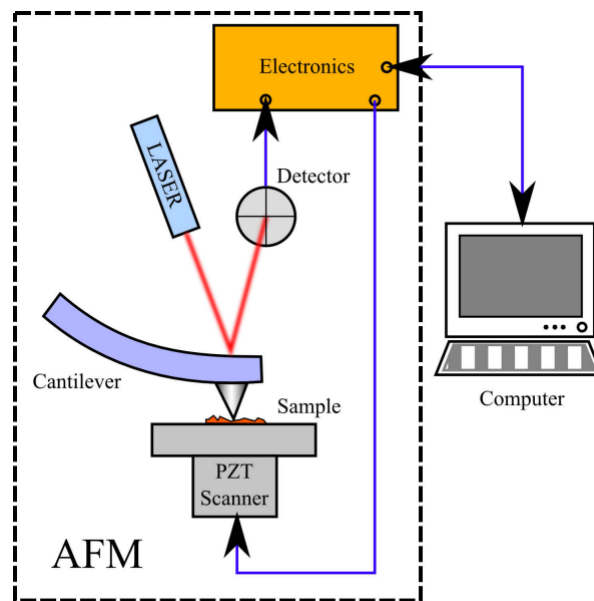 Electronics
LASER
Detector
Cantilever
Sample
PZT
Scanner
Computer
AFM